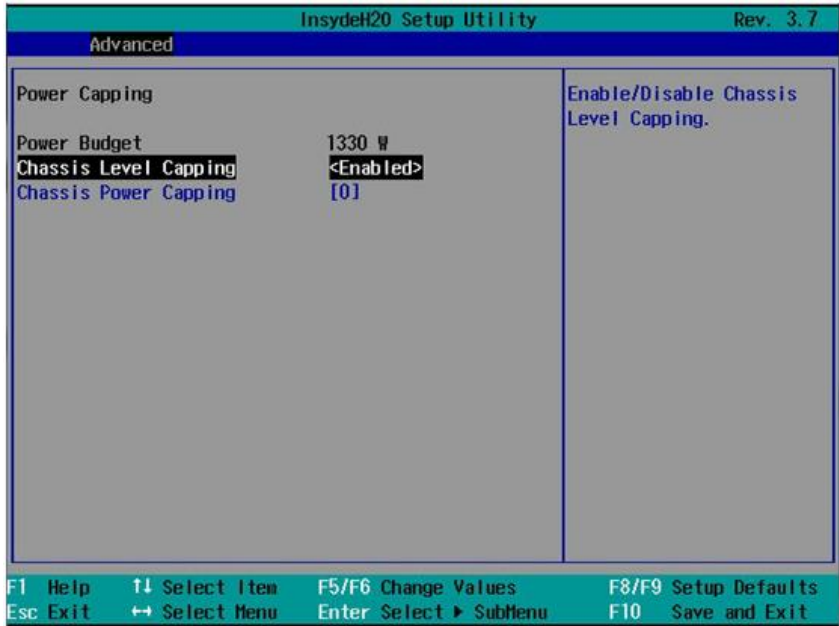 InsydeH20 Setup Utility Rev. 3.7
Advanced
Power Capping
Power Budget 1330 W
Chassis Level Capping <Enabled>
Chassis Power Capping [0]
Enable/Disable Chassis
Level Capping.
F1 Help ↑↓ Select Item F5/F6 Change Values F8/F9 Setup Defaults
Esc Exit ↔ Select Menu Enter Select ▶ SubMenu F10 Save and Exit